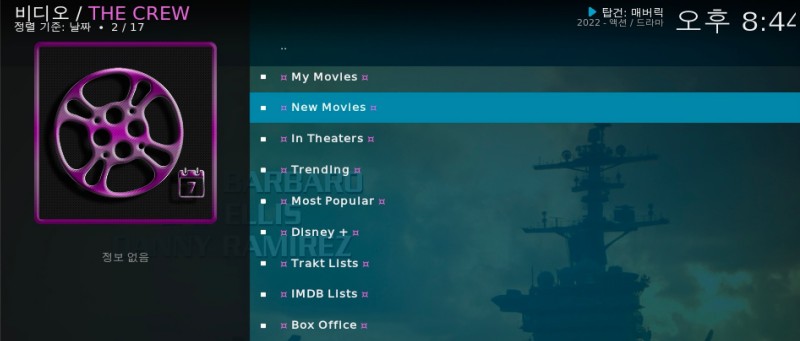 비디오 / THE CREW
정렬 기준: 날짜 • 2 / 17
탑건: 매버릭
2022 - 액션 / 드라마
오후 8:44
7
정보 없음
..
¤ My Movies ¤
¤ New Movies ¤
¤ In Theaters ¤
¤ Trending ¤
¤ Most Popular ¤
¤ Disney + ¤
¤ Trakt Lists ¤
¤ IMDB Lists ¤
¤ Box Office ¤
BARBARO
ELLIS
RAMIREZ